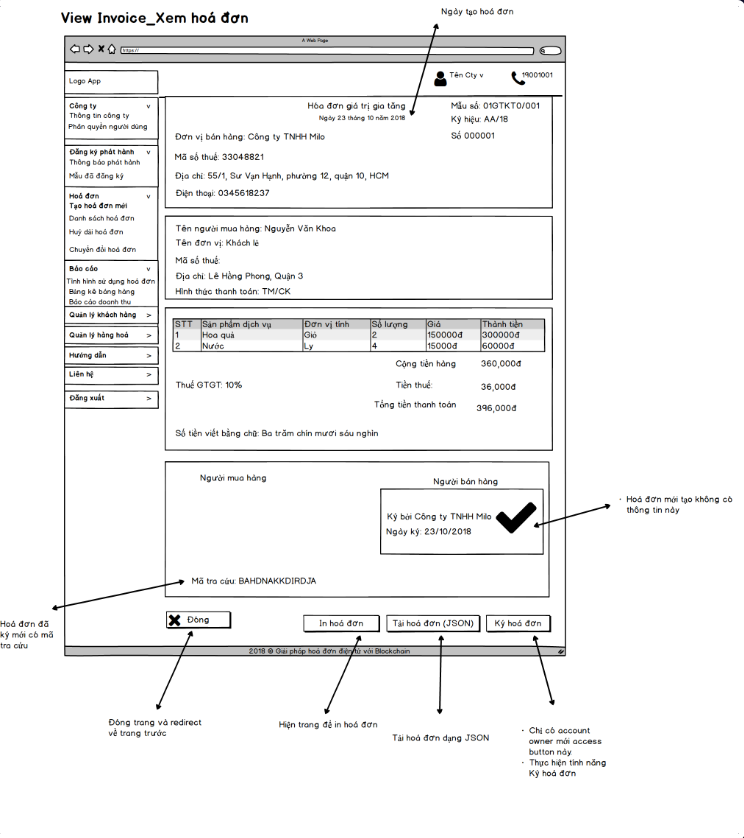 View Invoice_Xem hoá đơn
Ngày tạo hoá đơn
A Web Page
https://
Logo App
Tên Cty v
19001001
Công ty v
Thông tin công ty
Phân quyền người dùng
Đăng ký phát hành v
Thông báo phát hành
Mẫu đã đăng ký
Hoá đơn v
Tạo hoá đơn mới
Danh sách hoá đơn
Huỷ dải hoá đơn
Chuyển đổi hoá đơn
Báo cáo v
Tình hình sử dụng hoá đơn
Bảng kê bảng hàng
Báo cáo doanh thu
Quản lý khách hàng >
Quản lý hàng hoá >
Hướng dẫn >
Liên hệ >
Đăng xuất >
Hóa đơn giá trị gia tăng
Ngày 23 tháng 10 năm 2018
Mẫu số: 01GTKT0/001
Ký hiệu: AA/18
Số 000001
Đơn vị bán hàng: Công ty TNHH Milo
Mã số thuế: 33048821
Địa chỉ: 55/1, Sư Vạn Hạnh, phường 12, quận 10, HCM
Điện thoại: 0345618237
Tên người mua hàng: Nguyễn Văn Khoa
Tên đơn vị: Khách lẻ
Mã số thuế:
Địa chỉ: Lê Hồng Phong, Quận 3
Hình thức thanh toán: TM/CK
STT Sản phẩm dịch vụ Đơn vị tính Số lượng Giá Thành tiền
1 Hoa quả Giỏ 2 150000đ 300000đ
2 Nước Ly 4 15000đ 60000đ
Cộng tiền hàng 360,000đ
Thuế GTGT: 10% Tiền thuế: 36,000đ
Tổng tiền thanh toán 396,000đ
Số tiền viết bằng chữ: Ba trăm chín mươi sáu nghìn
Người mua hàng
Người bán hàng
Ký bởi Công ty TNHH Milo
Ngày ký: 23/10/2018
Hoá đơn mới tạo không có
thông tin này
Mã tra cứu: BAHDNAKKDIRDJA
Hoá đơn đã
ký mới có mã
tra cứu
Đóng
In hoá đơn
Tải hoá đơn (JSON)
Ký hoá đơn
2018 @ Giải pháp hoá đơn điện tử với Blockchain
Đóng trang và redirect
về trang trước
Hiện trang để in hoá đơn
Tải hoá đơn dạng JSON
Chỉ có account
owner mới access
button này
Thực hiện tính năng
Ký hoá đơn